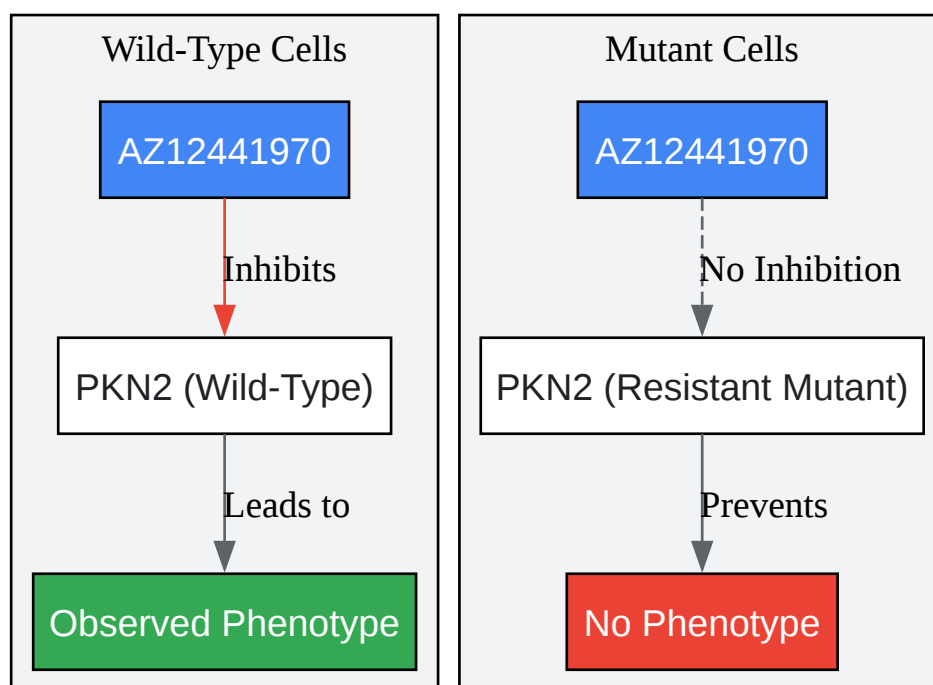 Wild-Type Cells
AZ12441970
Inhibits
PKN2 (Wild-Type)
Leads to
Observed Phenotype
Mutant Cells
AZ12441970
No Inhibition
PKN2 (Resistant Mutant)
Prevents
No Phenotype